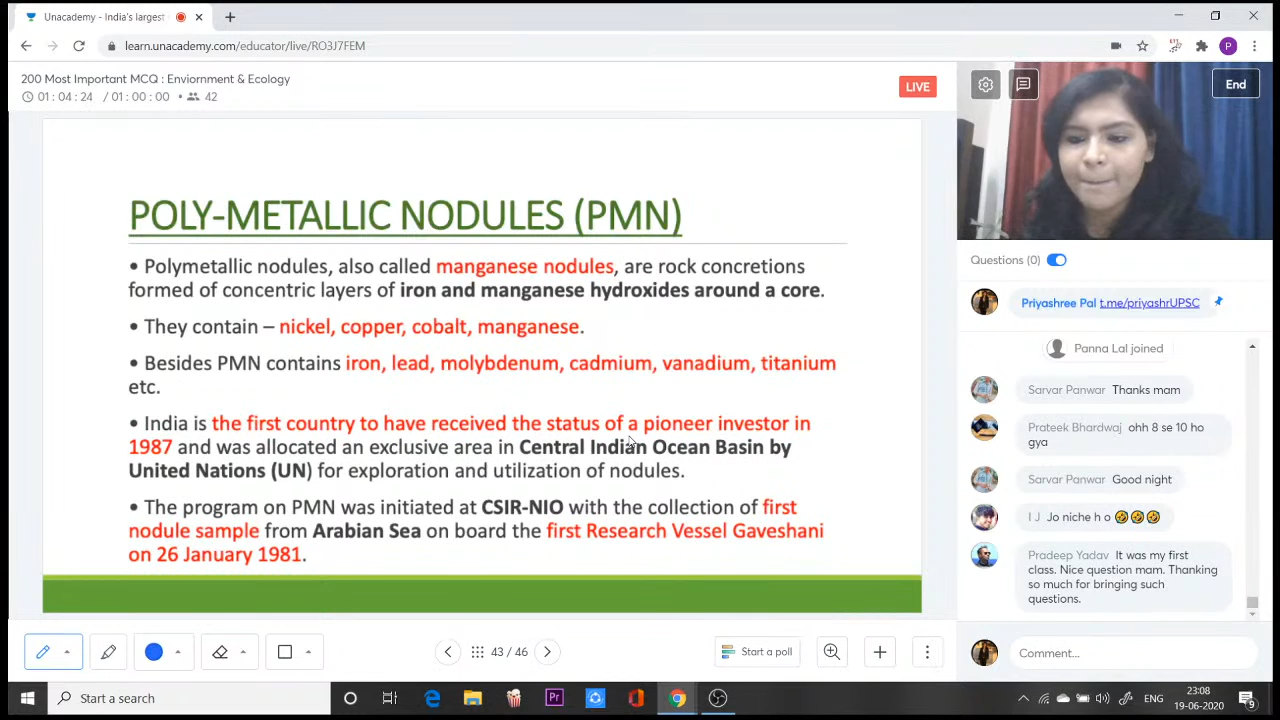 Unacademy - India's largest
learn.unacademy.com/educator/live/RO3J7FEM
P
200 Most Important MCQ : Enviornment & Ecology
01 : 04 : 24 / 01 : 00 : 00 • 42
LIVE
End
POLY-METALLIC NODULES (PMN)
• Polymetallic nodules, also called manganese nodules, are rock concretions
formed of concentric layers of iron and manganese hydroxides around a core.
• They contain – nickel, copper, cobalt, manganese.
• Besides PMN contains iron, lead, molybdenum, cadmium, vanadium, titanium
etc.
• India is the first country to have received the status of a pioneer investor in
1987 and was allocated an exclusive area in Central Indian Ocean Basin by
United Nations (UN) for exploration and utilization of nodules.
• The program on PMN was initiated at CSIR-NIO with the collection of first
nodule sample from Arabian Sea on board the first Research Vessel Gaveshani
on 26 January 1981.
Questions (0)
Priyashree Pal t.me/priyashrUPSC
Panna Lal joined
Sarvar Panwar Thanks mam
Prateek Bhardwaj ohh 8 se 10 ho
gya
Sarvar Panwar Good night
I J Jo niche h o 🤣🤣🤣
Pradeep Yadav It was my first
class. Nice question mam. Thanking
so much for bringing such
questions.
43 / 46
Start a poll
Comment...
Start a search
Pr
ENG
23:08
19-06-2020
9